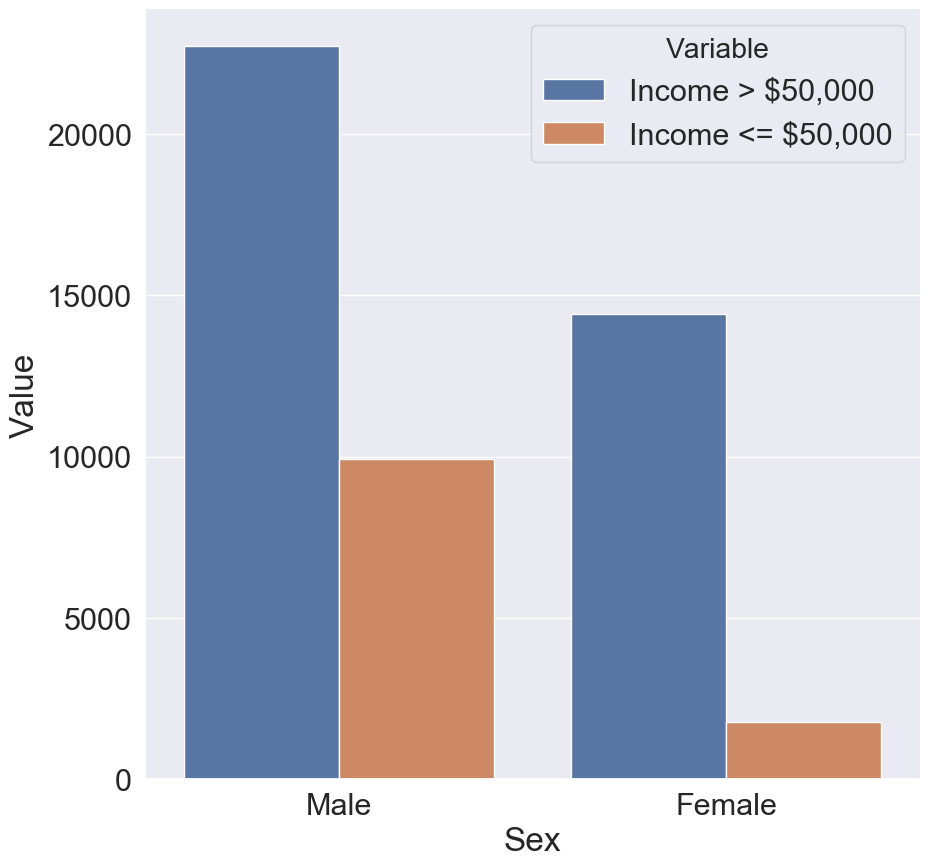 Variable
Income > $50,000
Income <= $50,000
20000
15000
10000
5000
0
Value
Male
Female
Sex